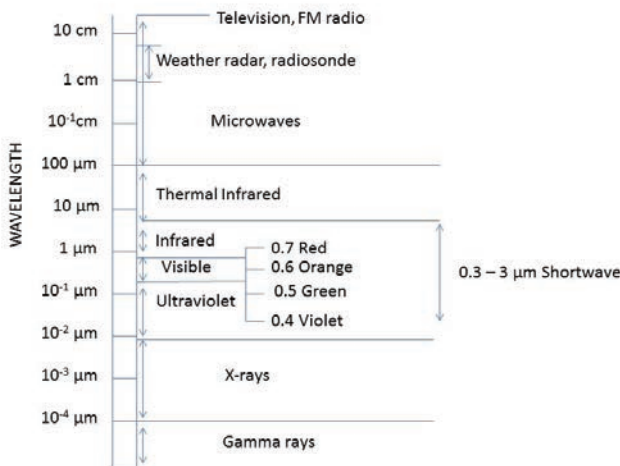 Television, FM radio
10 cm
Weather radar, radiosonde
1 cm
10⁻¹cm
Microwaves
100 µm
Thermal Infrared
10 µm
WAVELENGTH
Infrared
1 µm
0.7 Red
Visible
0.6 Orange
0.3 – 3 µm Shortwave
10⁻¹ µm
Ultraviolet
0.5 Green
0.4 Violet
10⁻² µm
X-rays
10⁻³ µm
10⁻⁴ µm
Gamma rays